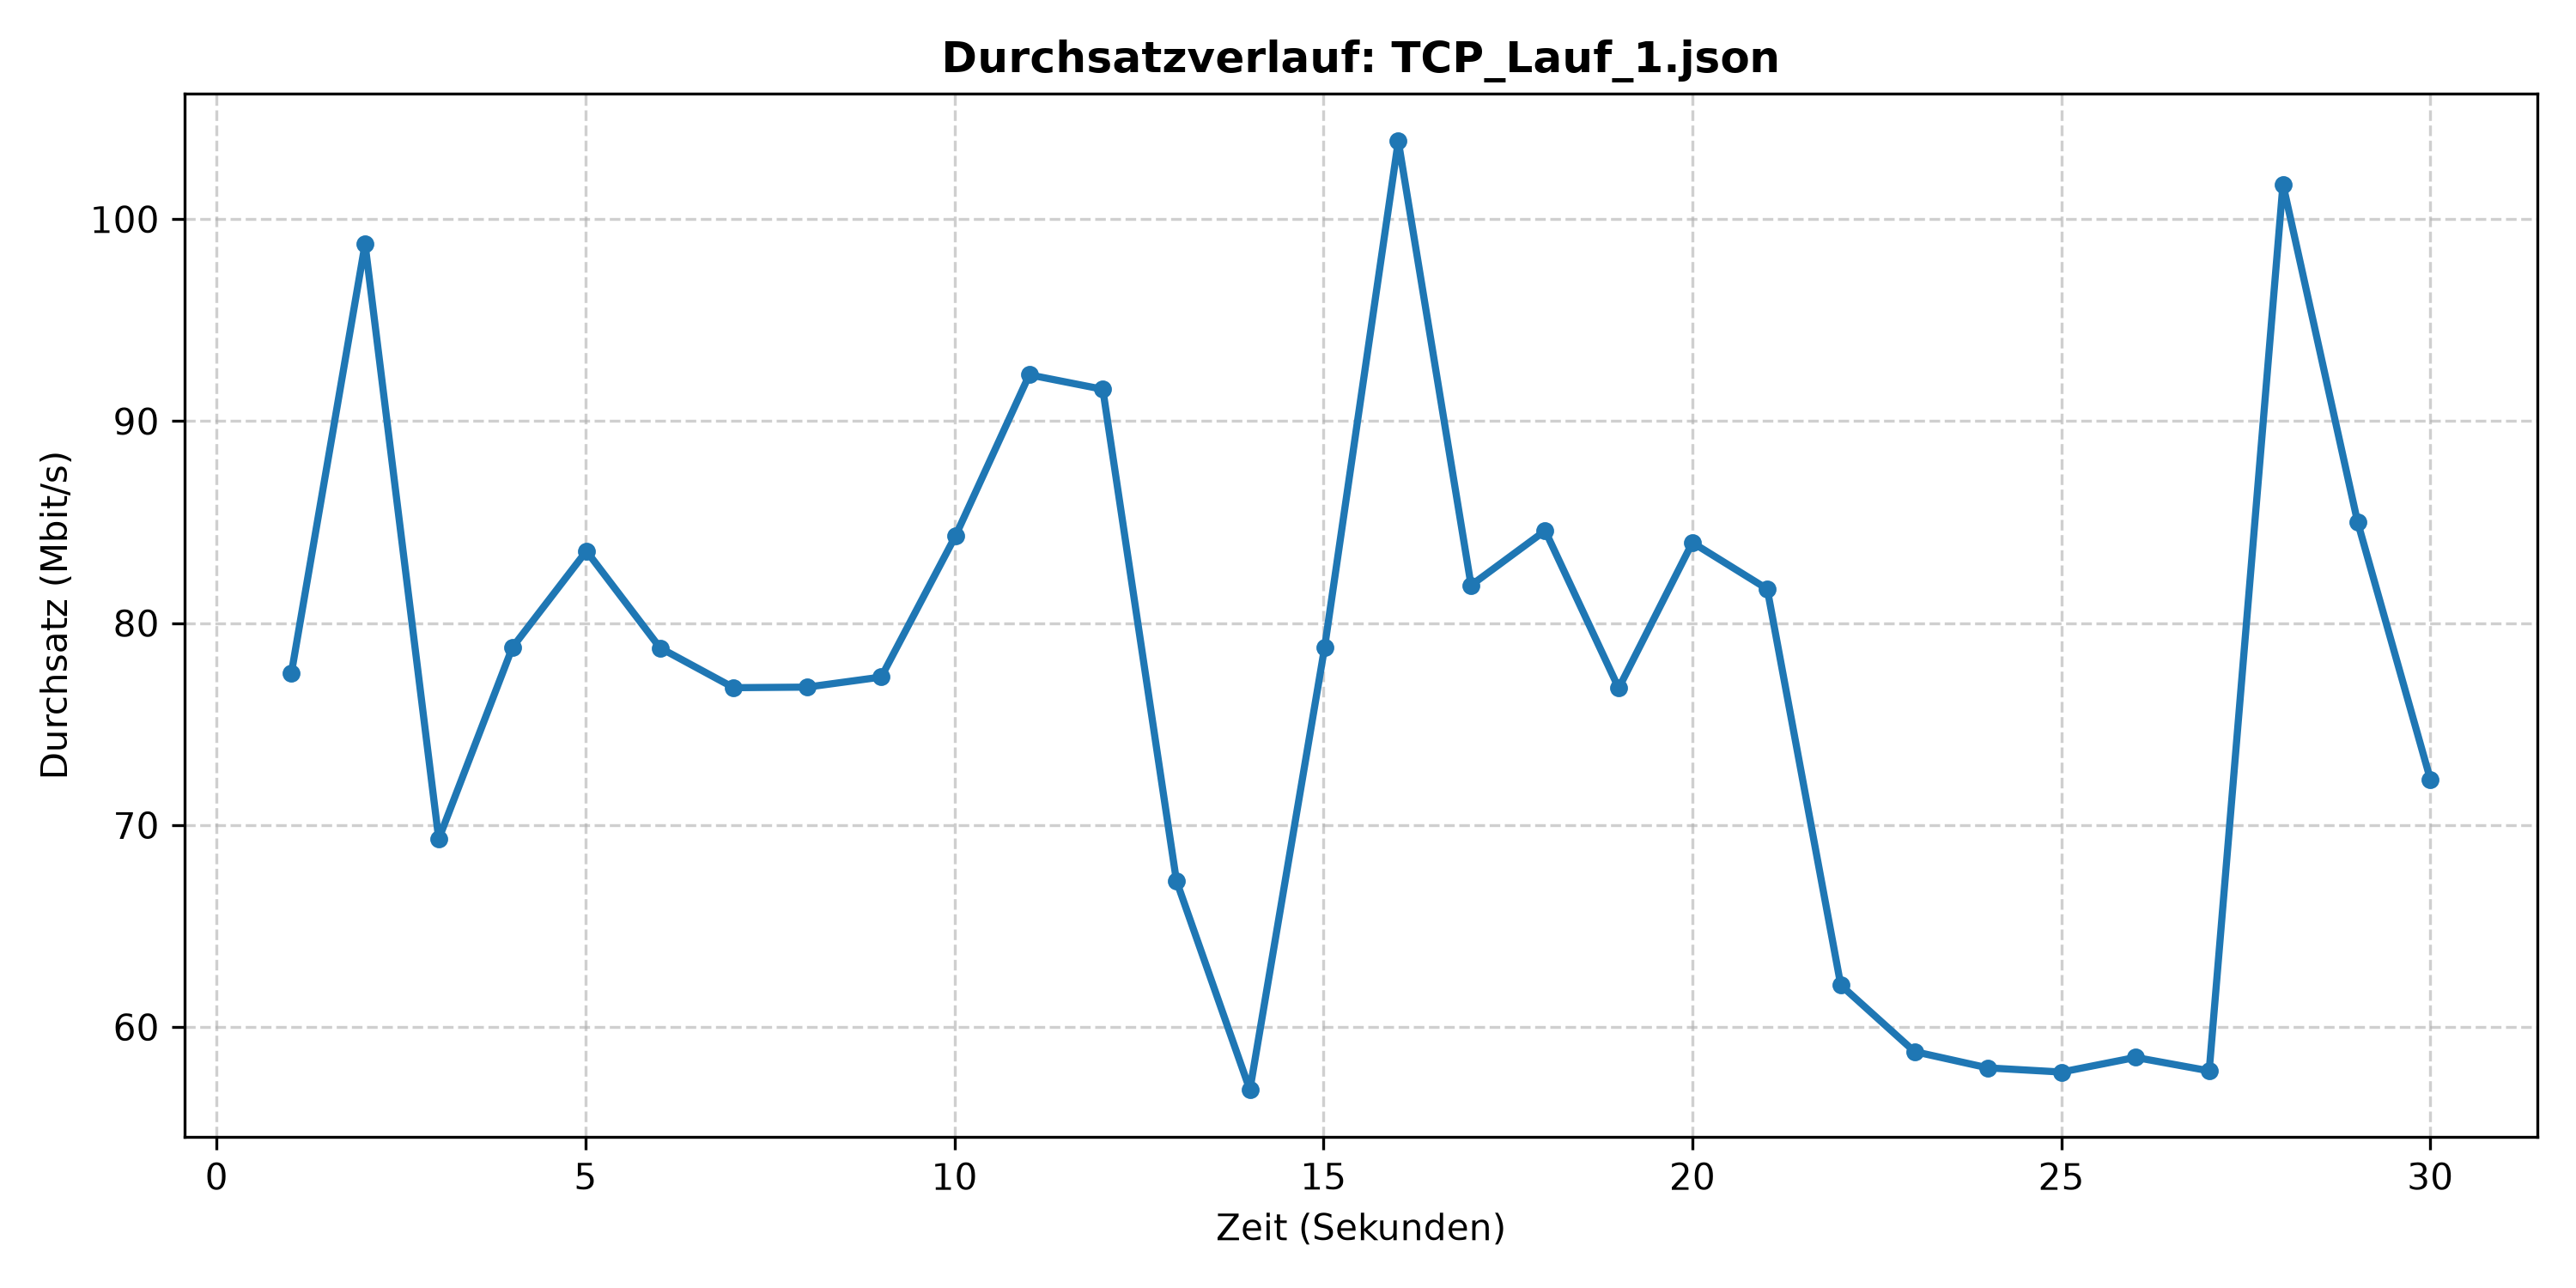 Durchsatzverlauf: TCP_Lauf_1.json
Durchsatz (Mbit/s)
100
90
80
70
60
0 5 10 15 20 25 30
Zeit (Sekunden)